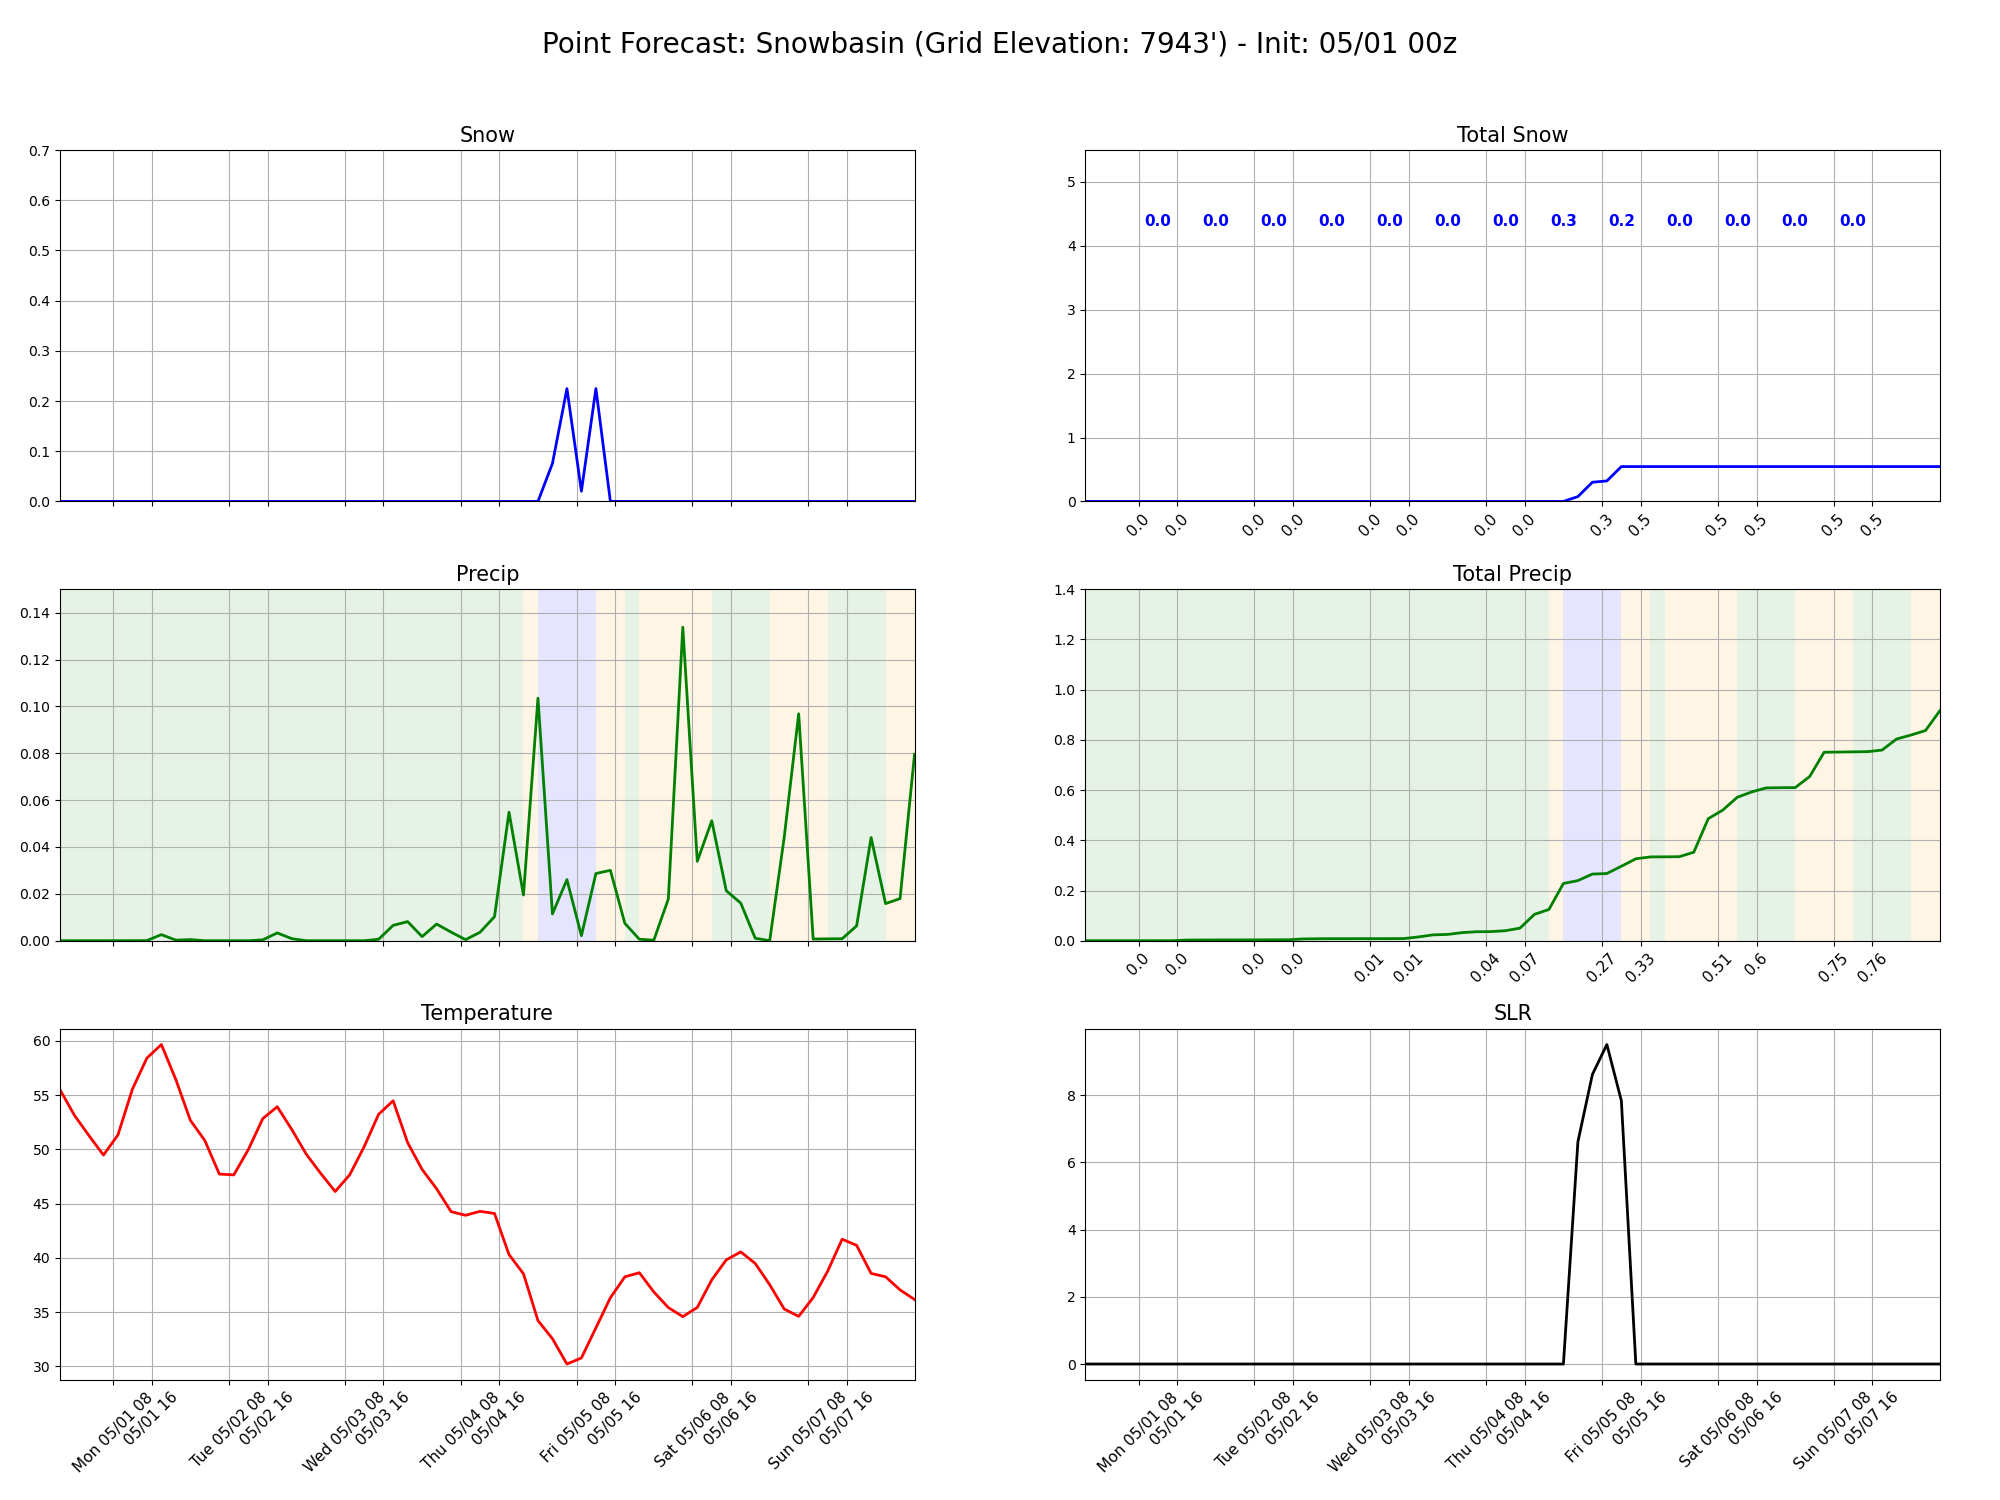 Point Forecast: Snowbasin (Grid Elevation: 7943') - Init: 05/01 00z
Snow
0.7
0.6
0.5
0.4
0.3
0.2
0.1
0.0
Total Snow
5
4
3
2
1
0
0.0 0.0 0.0 0.0 0.0 0.0 0.0 0.3 0.2 0.0 0.0 0.0 0.0
0.0 0.0 0.0 0.0 0.0 0.0 0.0 0.0 0.3 0.5 0.5 0.5 0.5 0.5
Precip
0.14
0.12
0.10
0.08
0.06
0.04
0.02
0.00
Total Precip
1.4
1.2
1.0
0.8
0.6
0.4
0.2
0.0
0.0 0.0 0.0 0.0 0.01 0.01 0.04 0.07 0.27 0.33 0.51 0.6 0.75 0.76
Temperature
60
55
50
45
40
35
30
Mon 05/01 08
05/01 16
Tue 05/02 08
05/02 16
Wed 05/03 08
05/03 16
Thu 05/04 08
05/04 16
Fri 05/05 08
05/05 16
Sat 05/06 08
05/06 16
Sun 05/07 08
05/07 16
SLR
8
6
4
2
0
Mon 05/01 08
05/01 16
Tue 05/02 08
05/02 16
Wed 05/03 08
05/03 16
Thu 05/04 08
05/04 16
Fri 05/05 08
05/05 16
Sat 05/06 08
05/06 16
Sun 05/07 08
05/07 16